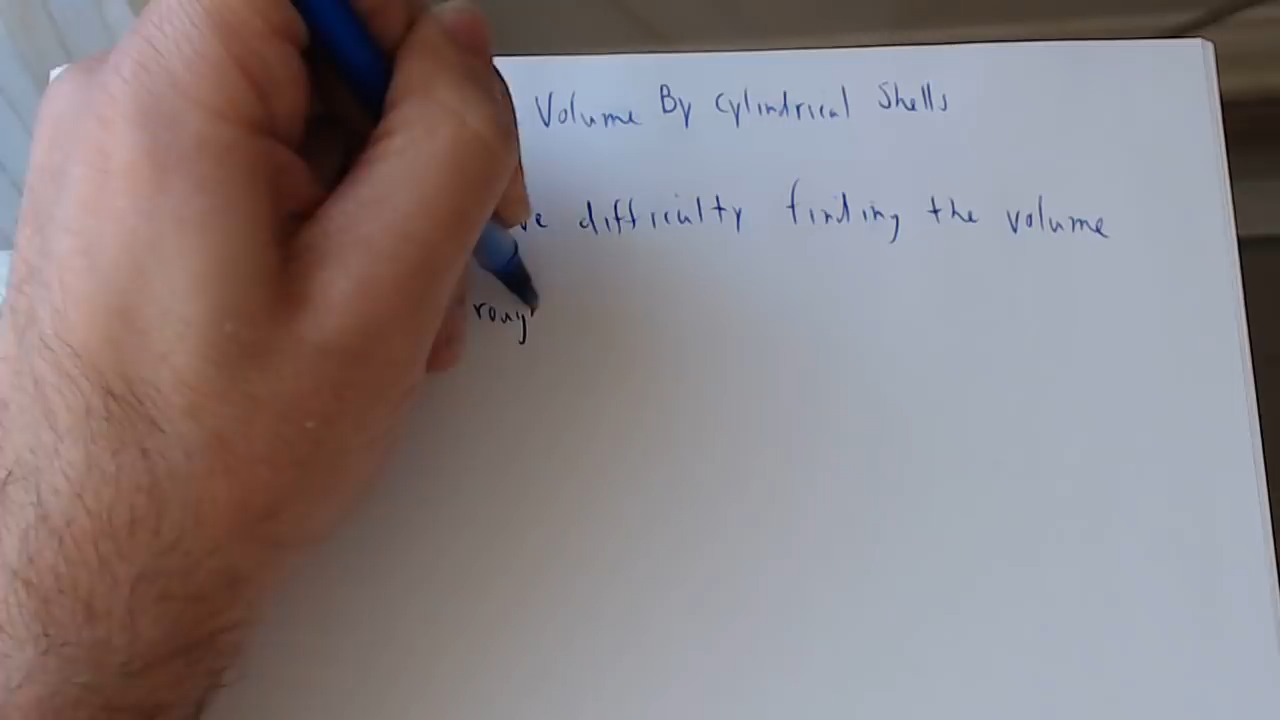 Volume By Cylindrical Shells
difficulty finding the volume